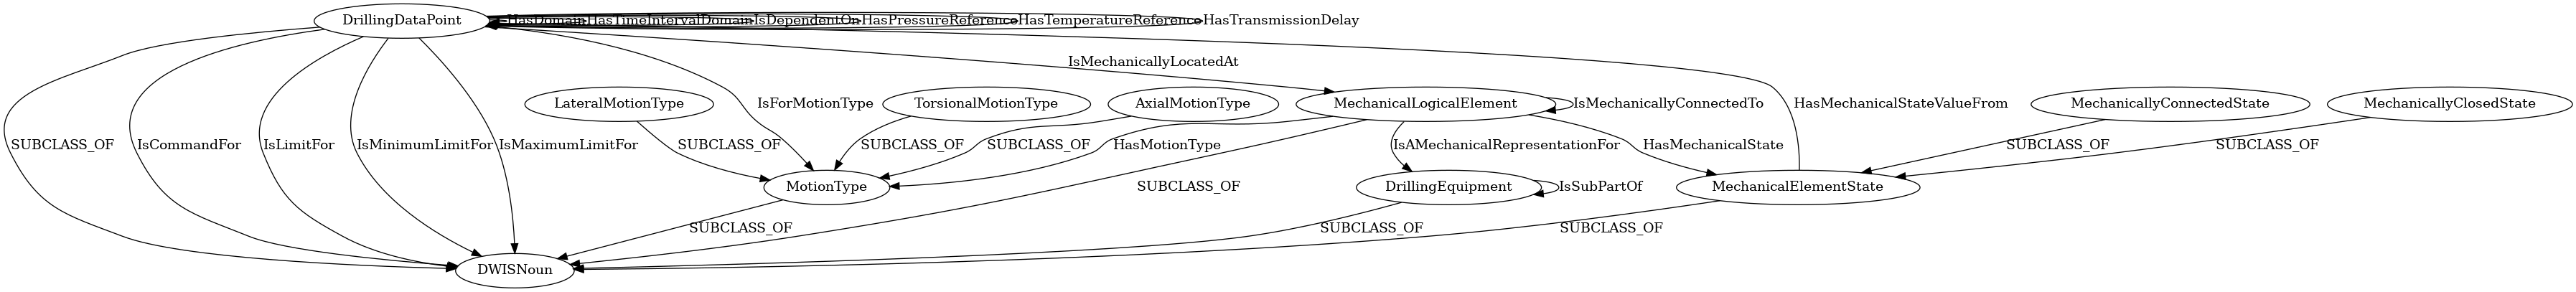 DrillingDataPoint
HasDomain
HasTimeIntervalDomain
IsDependentOn
HasPressureReference
HasTemperatureReference
HasTransmissionDelay
IsMechanicallyLocatedAt
LateralMotionType
IsForMotionType
TorsionalMotionType
AxialMotionType
MechanicalLogicalElement
IsMechanicallyConnectedTo
HasMechanicalStateValueFrom
MechanicallyConnectedState
MechanicallyClosedState
SUBCLASS_OF
IsCommandFor
IsLimitFor
IsMinimumLimitFor
IsMaximumLimitFor
SUBCLASS_OF
SUBCLASS_OF
SUBCLASS_OF
HasMotionType
IsAMechanicalRepresentationFor
HasMechanicalState
SUBCLASS_OF
SUBCLASS_OF
MotionType
SUBCLASS_OF
DrillingEquipment
IsSubPartOf
MechanicalElementState
SUBCLASS_OF
SUBCLASS_OF
SUBCLASS_OF
DWISNoun